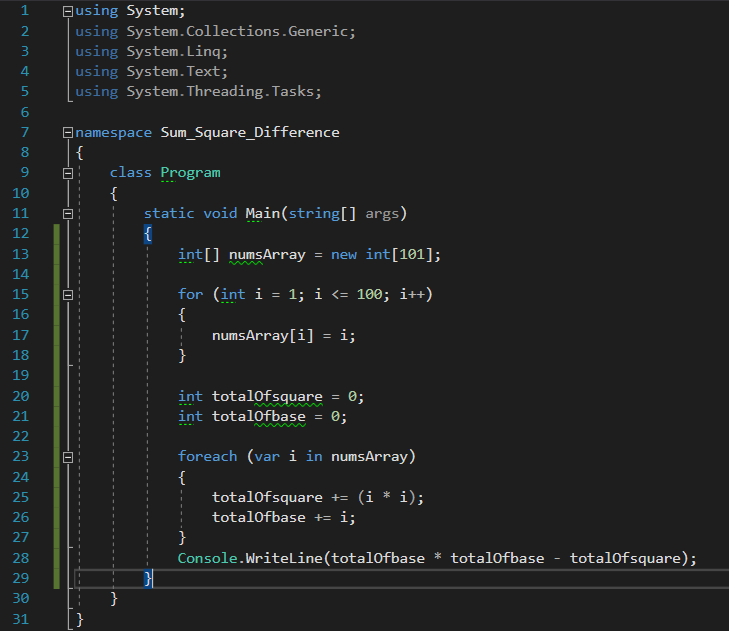 1 using System;
2 using System.Collections.Generic;
3 using System.Linq;
4 using System.Text;
5 using System.Threading.Tasks;
6
7 namespace Sum_Square_Difference
8 {
9     class Program
10     {
11         static void Main(string[] args)
12         {
13             int[] numsArray = new int[101];
14
15             for (int i = 1; i <= 100; i++)
16             {
17                 numsArray[i] = i;
18             }
19
20             int totalOfsquare = 0;
21             int totalOfbase = 0;
22
23             foreach (var i in numsArray)
24             {
25                 totalOfsquare += (i * i);
26                 totalOfbase += i;
27             }
28             Console.WriteLine(totalOfbase * totalOfbase - totalOfsquare);
29         }
30     }
31 }